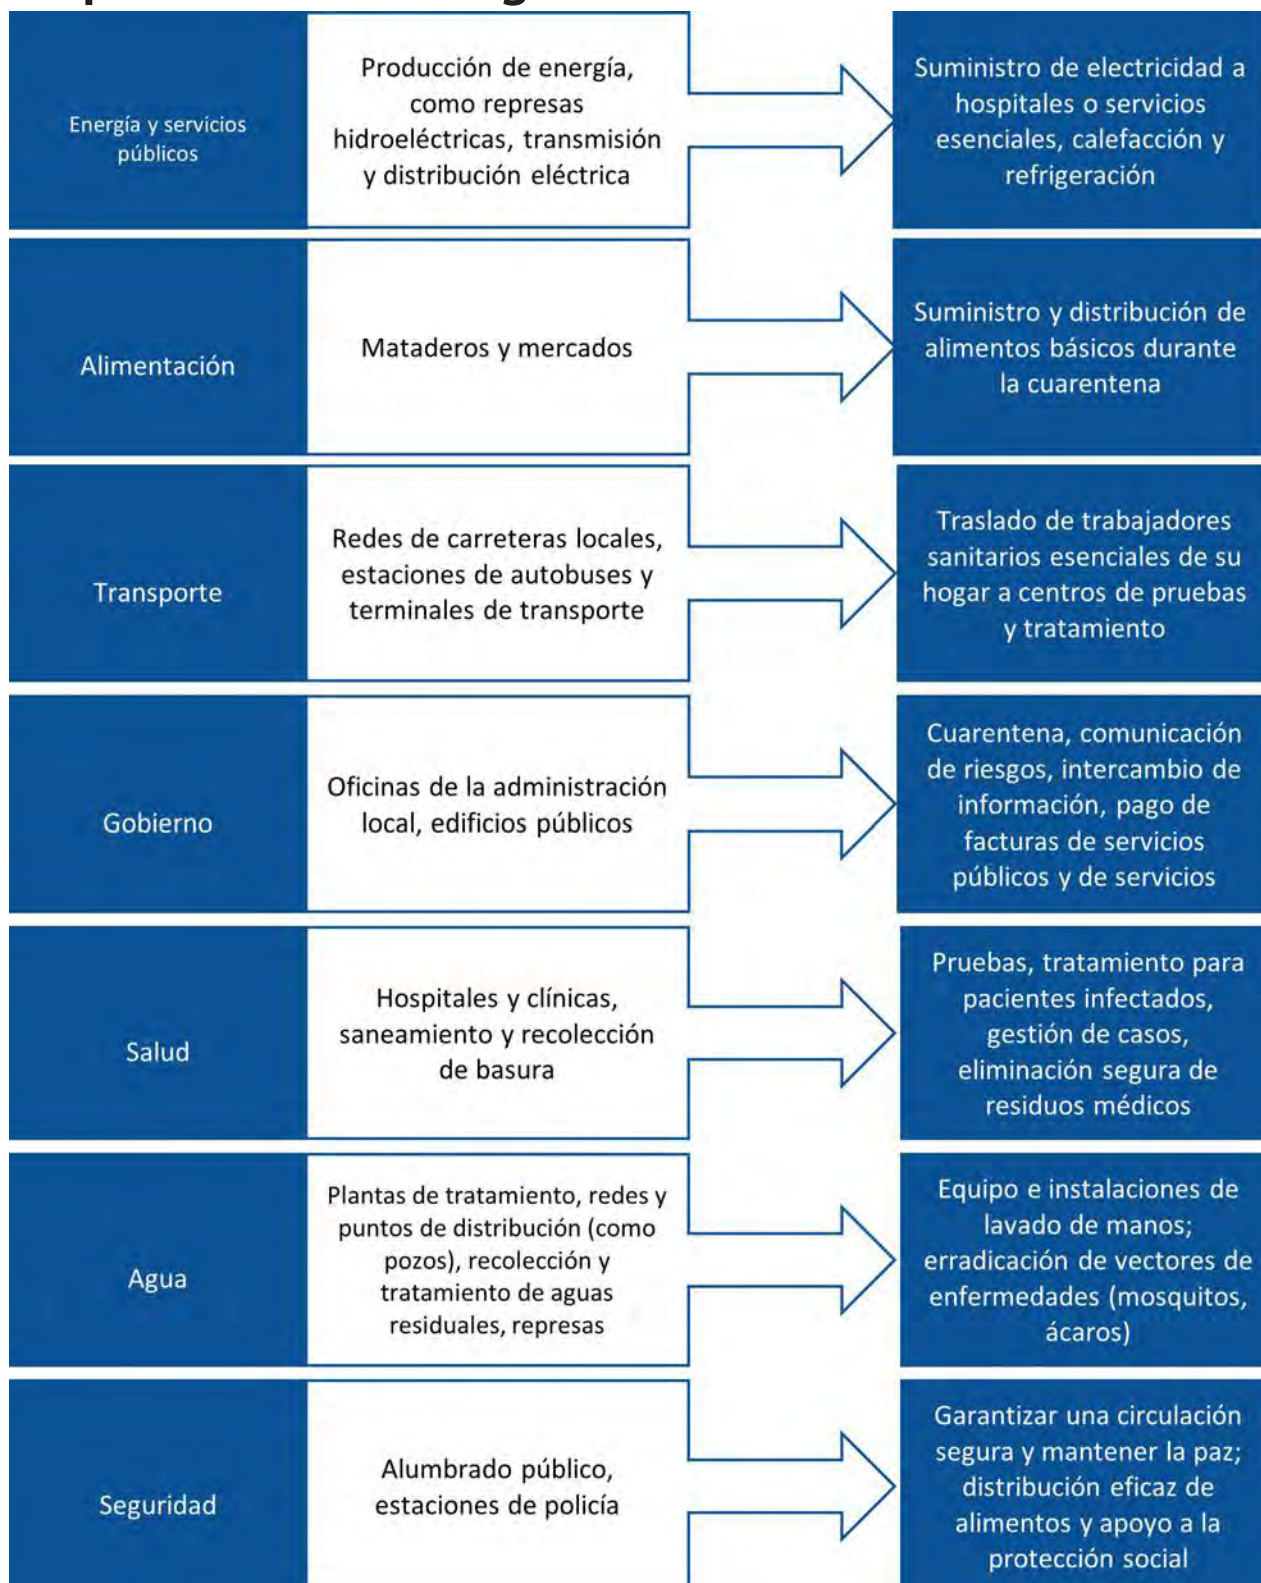 Energía y servicios
públicos
Producción de energía,
como represas
hidroeléctricas, transmisión
y distribución eléctrica
Suministro de electricidad a
hospitales o servicios
esenciales, calefacción y
refrigeración
Alimentación
Mataderos y mercados
Suministro y distribución de
alimentos básicos durante
la cuarentena
Transporte
Redes de carreteras locales,
estaciones de autobuses y
terminales de transporte
Traslado de trabajadores
sanitarios esenciales de su
hogar a centros de pruebas
y tratamiento
Gobierno
Oficinas de la administración
local, edificios públicos
Cuarentena, comunicación
de riesgos, intercambio de
información, pago de
facturas de servicios
públicos y de servicios
Salud
Hospitales y clínicas,
saneamiento y recolección
de basura
Pruebas, tratamiento para
pacientes infectados,
gestión de casos,
eliminación segura de
residuos médicos
Agua
Plantas de tratamiento, redes y
puntos de distribución (como
pozos), recolección y
tratamiento de aguas
residuales, represas
Equipo e instalaciones de
lavado de manos;
erradicación de vectores de
enfermedades (mosquitos,
ácaros)
Seguridad
Alumbrado público,
estaciones de policía
Garantizar una circulación
segura y mantener la paz;
distribución eficaz de
alimentos y apoyo a la
protección social